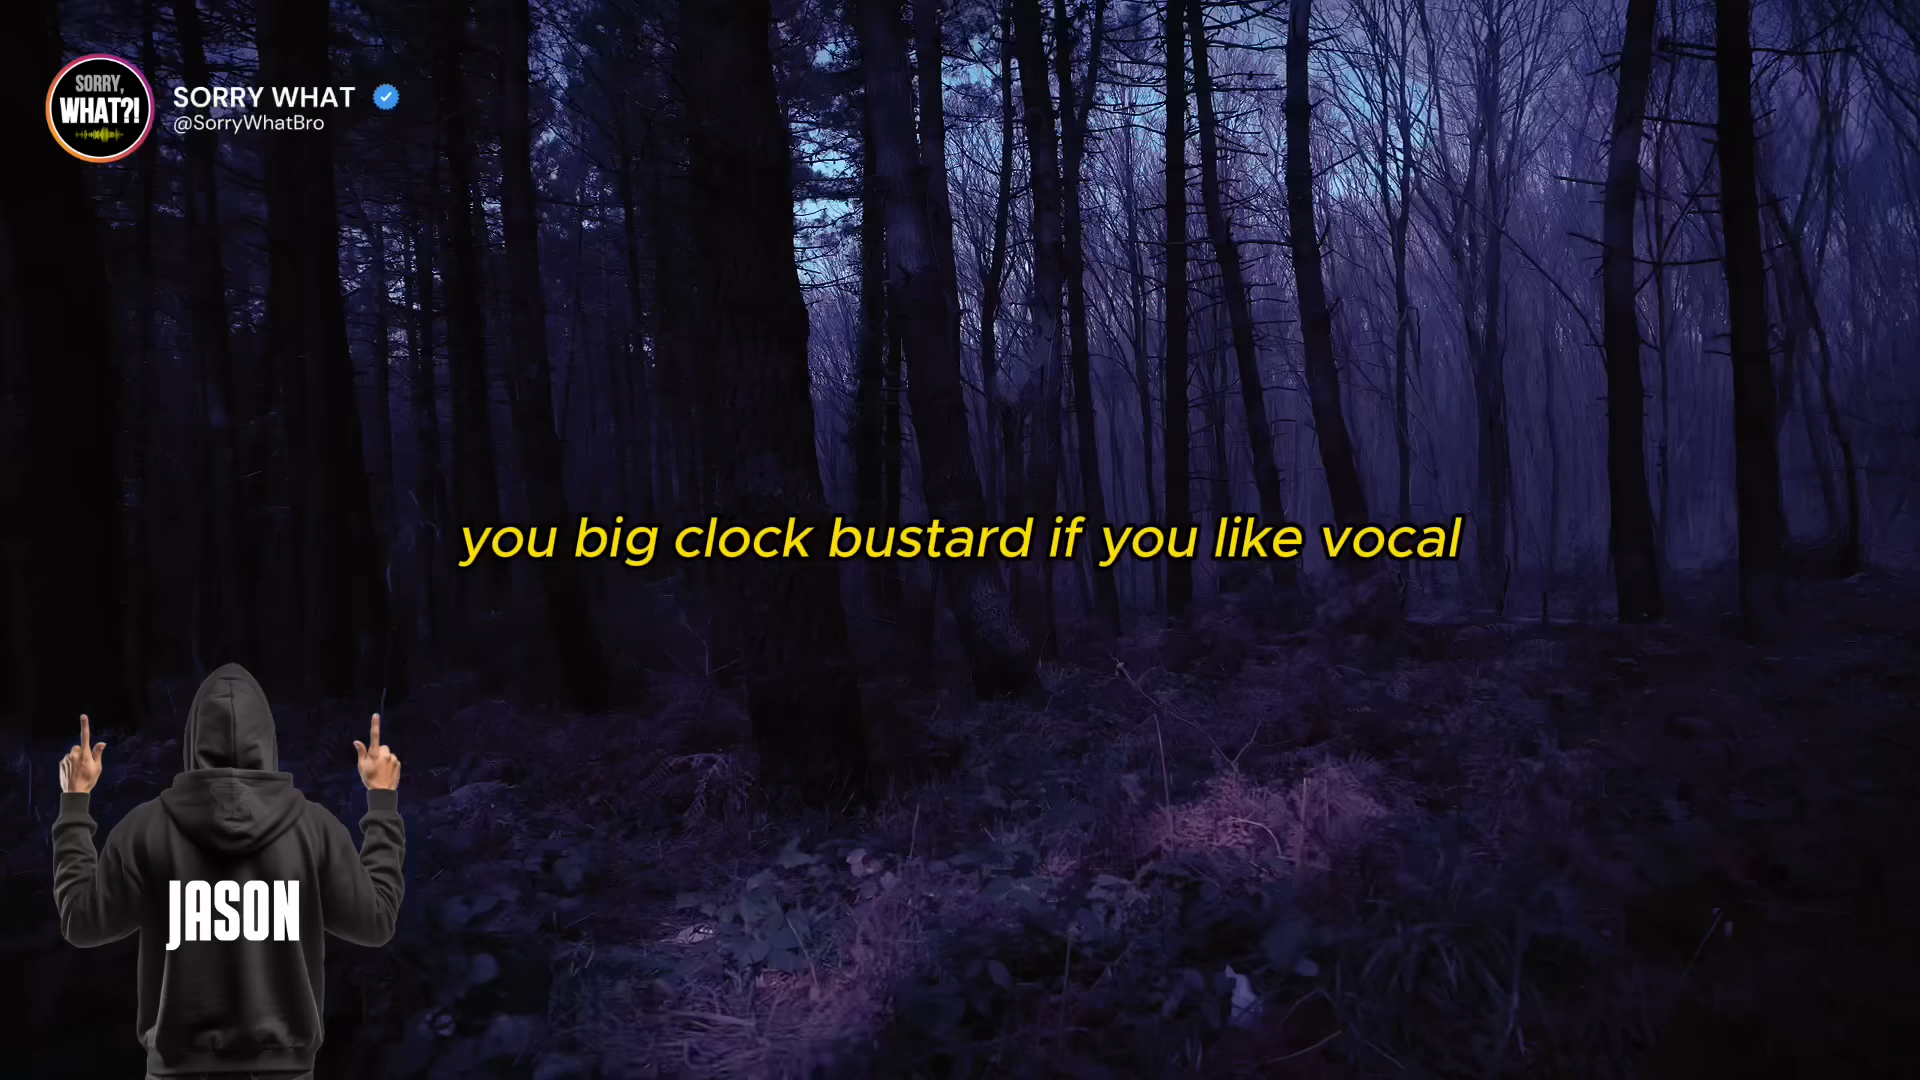 SORRY,
WHAT?!
SORRY WHAT
@SorryWhatBro
you big clock bustard if you like vocal
JASON